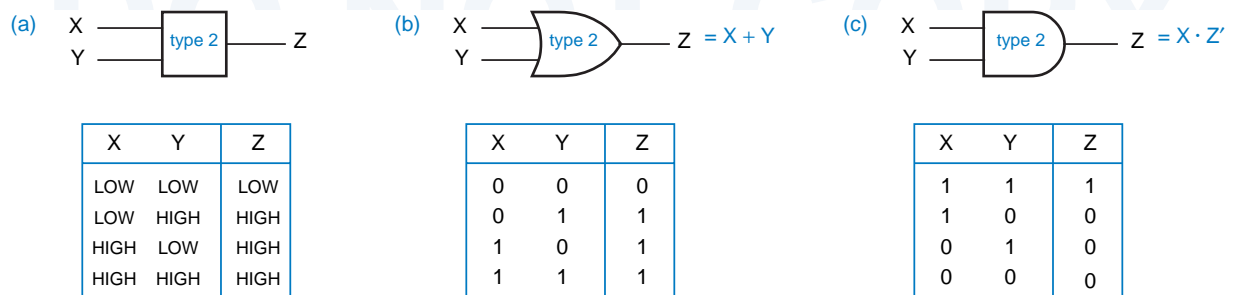 (a) X Y type 2 Z
X Y Z
LOW LOW LOW
LOW HIGH HIGH
HIGH LOW HIGH
HIGH HIGH HIGH
(b) X Y type 2 Z = X + Y
X Y Z
0 0 0
0 1 1
1 0 1
1 1 1
(c) X Y type 2 Z = X · Z′
X Y Z
1 1 1
1 0 0
0 1 0
0 0 0